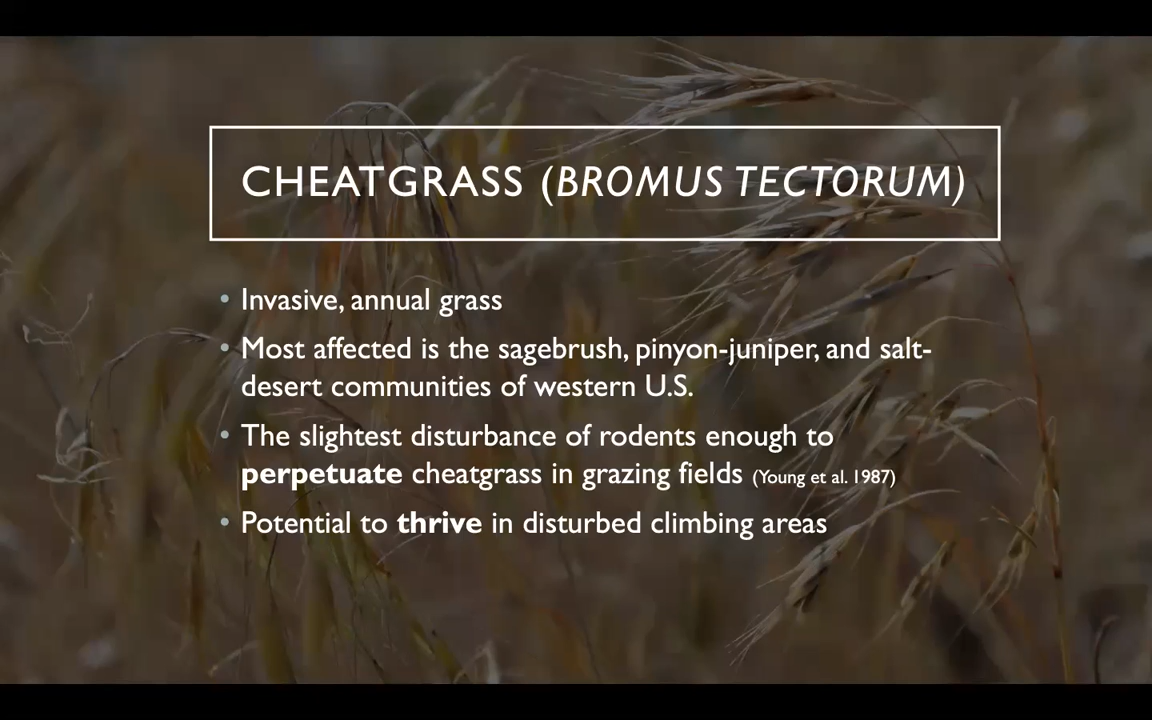 CHEATGRASS (BROMUS TECTORUM)
• Invasive, annual grass
• Most affected is the sagebrush, pinyon-juniper, and salt-
desert communities of western U.S.
• The slightest disturbance of rodents enough to
perpetuate cheatgrass in grazing fields (Young et al. 1987)
• Potential to thrive in disturbed climbing areas